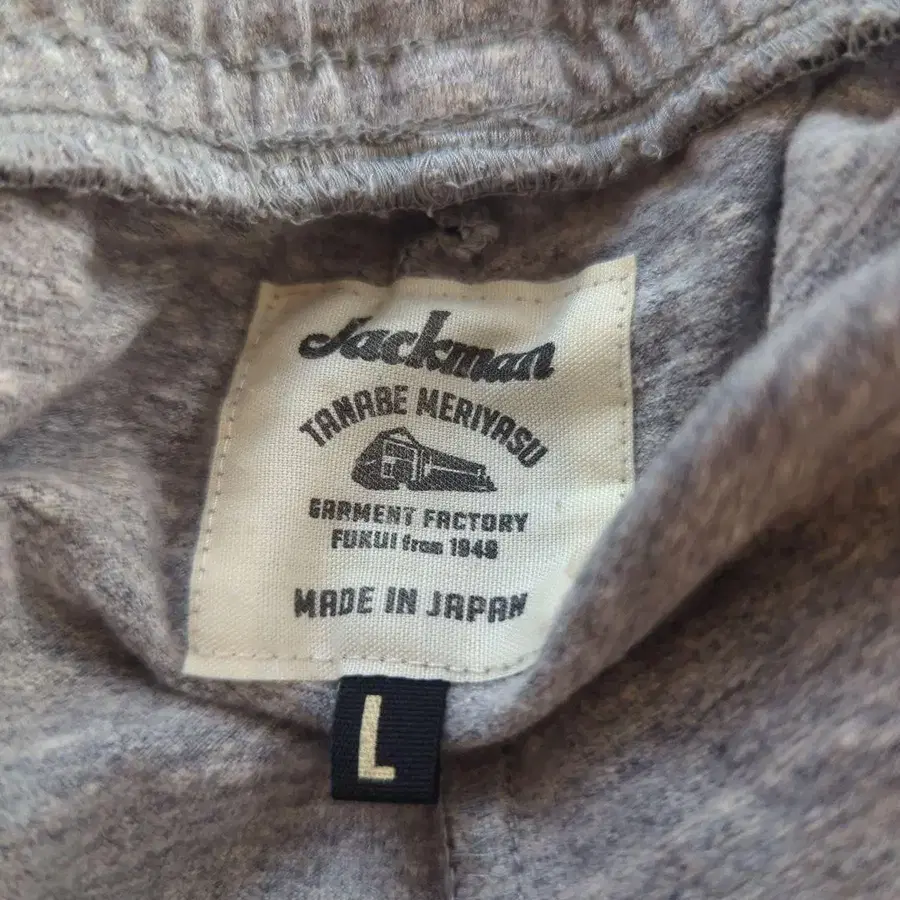 Jackman
TANABE MERIYASU
GARMENT FACTORY
FUKUI from 1948
MADE IN JAPAN
L